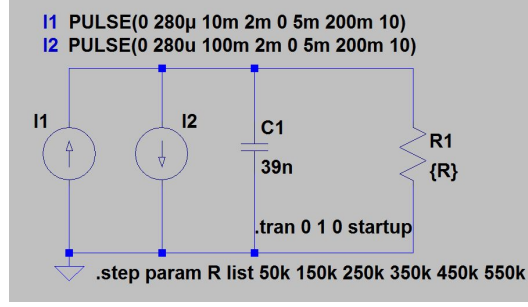 I1 PULSE(0 280µ 10m 2m 0 5m 200m 10)
I2 PULSE(0 280u 100m 2m 0 5m 200m 10)
I1
I2
C1
39n
R1
{R}
.tran 0 1 0 startup
.step param R list 50k 150k 250k 350k 450k 550k